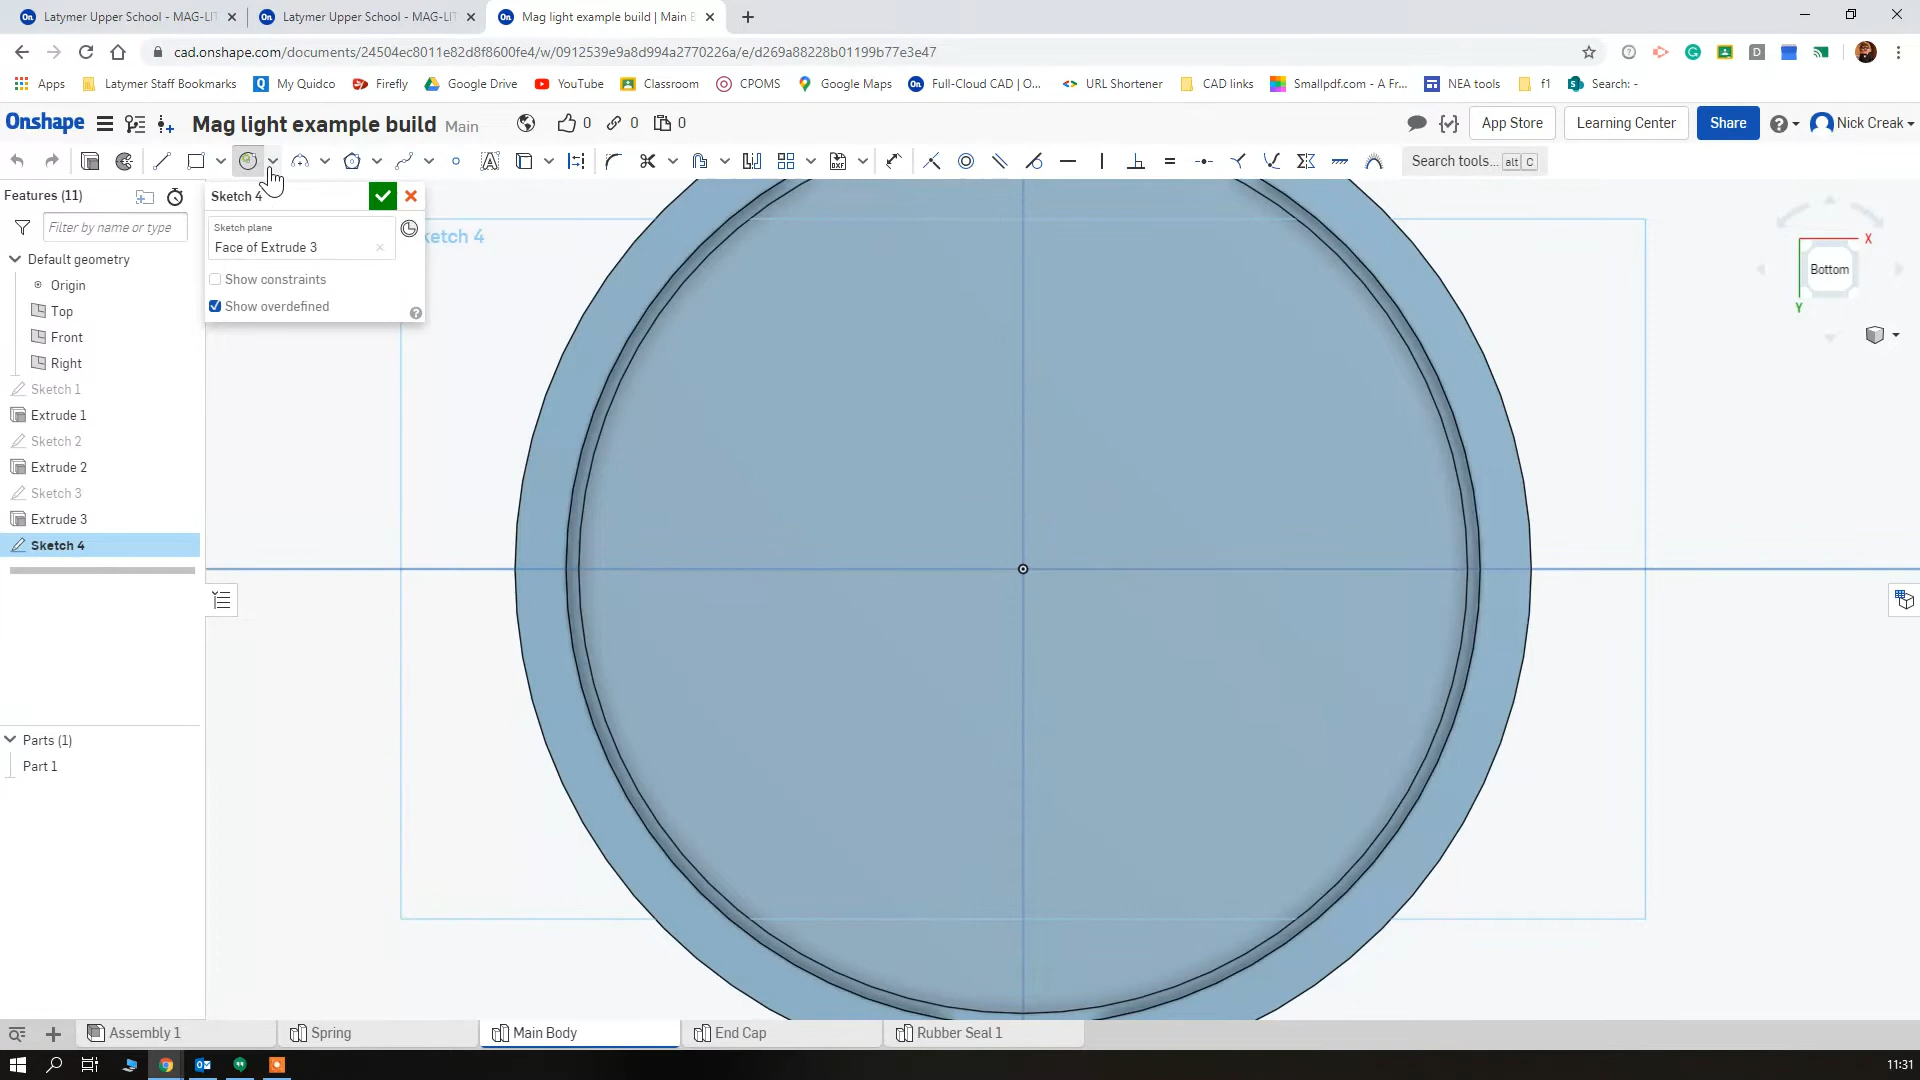 Latymer Upper School - MAG-LIT
Latymer Upper School - MAG-LIT
Mag light example build | Main B
cad.onshape.com/documents/24504ec8011e82d8f8600fe4/w/0912539e9a8d994a2770226a/e/d269a88228b01199b77e3e47
Apps Latymer Staff Bookmarks My Quidco Firefly Google Drive YouTube Classroom CPOMS Google Maps Full-Cloud CAD | O... URL Shortener CAD links Smallpdf.com - A Fr... NEA tools f1 Search: -
Onshape Mag light example build Main 0 0 0 App Store Learning Center Share Nick Creak
Search tools... alt C
Features (11)
Filter by name or type
Default geometry
Origin
Top
Front
Right
Sketch 1
Extrude 1
Sketch 2
Extrude 2
Sketch 3
Extrude 3
Sketch 4
Parts (1)
Part 1
Sketch 4
Sketch plane
Face of Extrude 3
Show constraints
Show overdefined
ketch 4
X
Bottom
Y
Assembly 1 Spring Main Body End Cap Rubber Seal 1
11:31